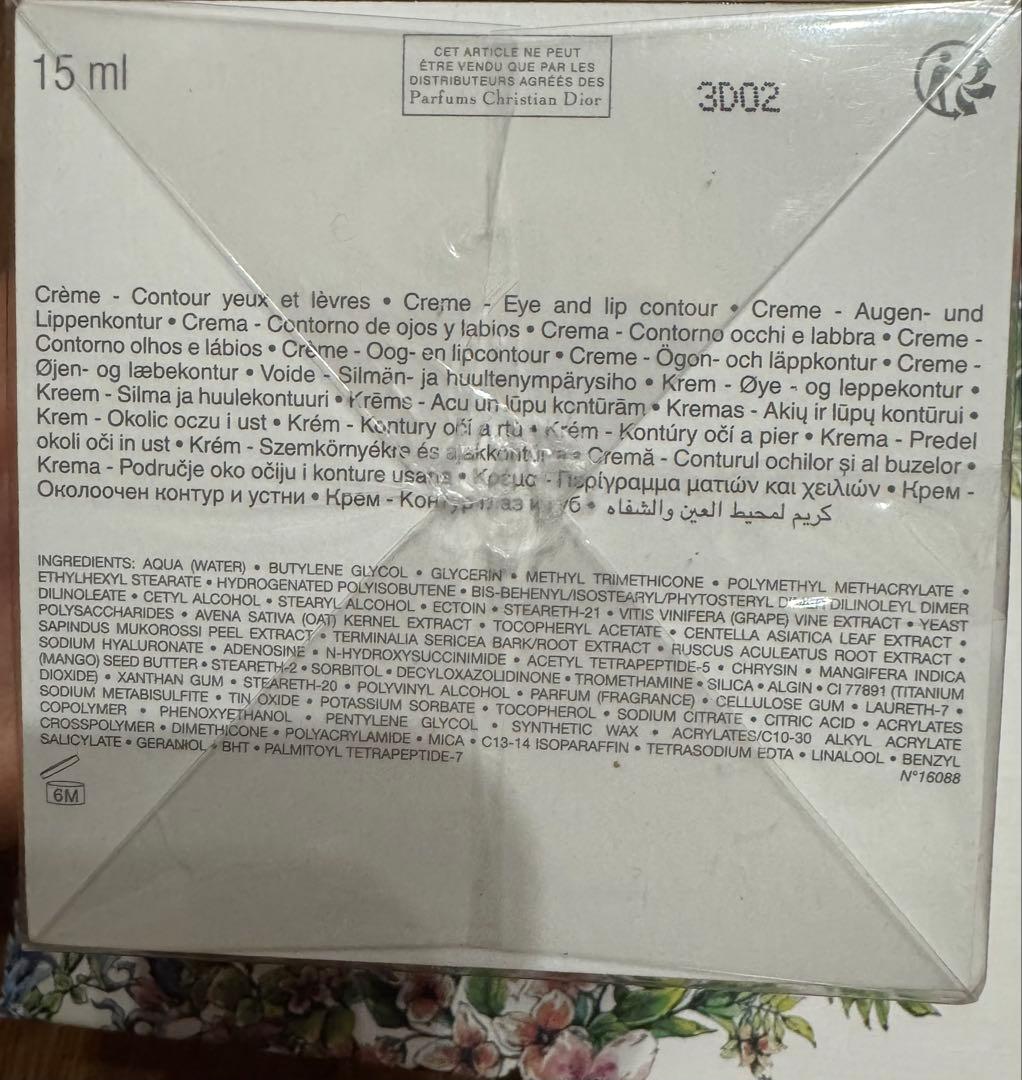 15 ml
CET ARTICLE NE PEUT
ÊTRE VENDU QUE PAR LES
DISTRIBUTEURS AGRÉÉS DES
Parfums Christian Dior
3D02
Crème - Contour yeux et lèvres • Creme - Eye and lip contour • Creme - Augen- und
Lippenkontur • Crema - Contorno de ojos y labios • Crema - Contorno occhi e labbra • Creme -
Contorno olhos e lábios • Crème - Oog- en lipcontour • Creme - Ögon- och läppkontur • Creme -
Øjen- og læbekontur • Voide - Silmän- ja huultenympärysiho • Krem - Øye - og leppekontur •
Kreem - Silma ja huulekontuuri • Krēms - Acu un lūpu kontūrām • Kremas - Akių ir lūpų kontūrui •
Krem - Okolic oczu i ust • Krém - Kontury očí a rtů • Krém - Kontúry očí a pier • Krema - Predel
okoli oči in ust • Krém - Szemkörnyékre és • Cremă - Conturul ochilor și al buzelor •
Krema - Područje oko očiju i konture usana • Κρέμα - Περίγραμμα ματιών και χειλιών • Крем -
Околоочен контур и устни • Крем - Контур глаз и губ • كريم لمحيط العين والشفاه
INGREDIENTS: AQUA (WATER) • BUTYLENE GLYCOL • GLYCERIN • METHYL TRIMETHICONE • POLYMETHYL METHACRYLATE •
ETHYLHEXYL STEARATE • HYDROGENATED POLYISOBUTENE • BIS-BEHENYL/ISOSTEARYL/PHYTOSTERYL DIMER DILINOLEYL DIMER
DILINOLEATE • CETYL ALCOHOL • STEARYL ALCOHOL • ECTOIN • STEARETH-21 • VITIS VINIFERA (GRAPE) VINE EXTRACT • YEAST
POLYSACCHARIDES • AVENA SATIVA (OAT) KERNEL EXTRACT • TOCOPHERYL ACETATE • CENTELLA ASIATICA LEAF EXTRACT •
SAPINDUS MUKOROSSI PEEL EXTRACT • TERMINALIA SERICEA BARK/ROOT EXTRACT • RUSCUS ACULEATUS ROOT EXTRACT •
SODIUM HYALURONATE • ADENOSINE • N-HYDROXYSUCCINIMIDE • ACETYL TETRAPEPTIDE-5 • CHRYSIN • MANGIFERA INDICA
(MANGO) SEED BUTTER • STEARETH-2 • SORBITOL • DECYLOXAZOLIDINONE • TROMETHAMINE • SILICA • ALGIN • CI 77891 (TITANIUM
DIOXIDE) • XANTHAN GUM • STEARETH-20 • POLYVINYL ALCOHOL • PARFUM (FRAGRANCE) • CELLULOSE GUM • LAURETH-7 •
SODIUM METABISULFITE • TIN OXIDE • POTASSIUM SORBATE • TOCOPHEROL • SODIUM CITRATE • CITRIC ACID • ACRYLATES
COPOLYMER • PHENOXYETHANOL • PENTYLENE GLYCOL • SYNTHETIC WAX • ACRYLATES/C10-30 ALKYL ACRYLATE
CROSSPOLYMER • DIMETHICONE • POLYACRYLAMIDE • MICA • C13-14 ISOPARAFFIN • TETRASODIUM EDTA • LINALOOL • BENZYL
SALICYLATE • GERANIOL • BHT • PALMITOYL TETRAPEPTIDE-7
N°16088
6M